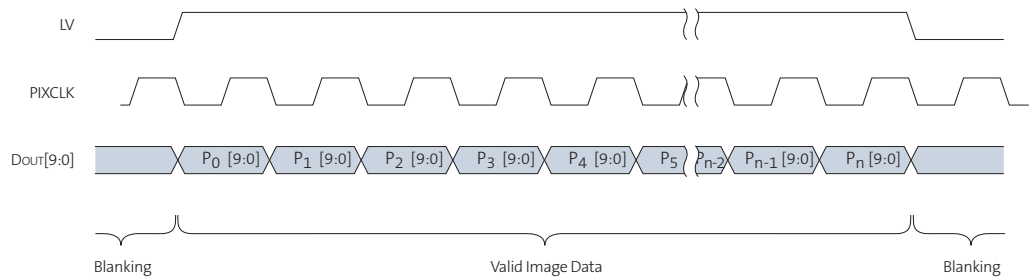 LV
PIXCLK
DOUT[9:0]
P0 [9:0] P1 [9:0] P2 [9:0] P3 [9:0] P4 [9:0] P5 Pn-2 Pn-1 [9:0] Pn [9:0]
Blanking Valid Image Data Blanking